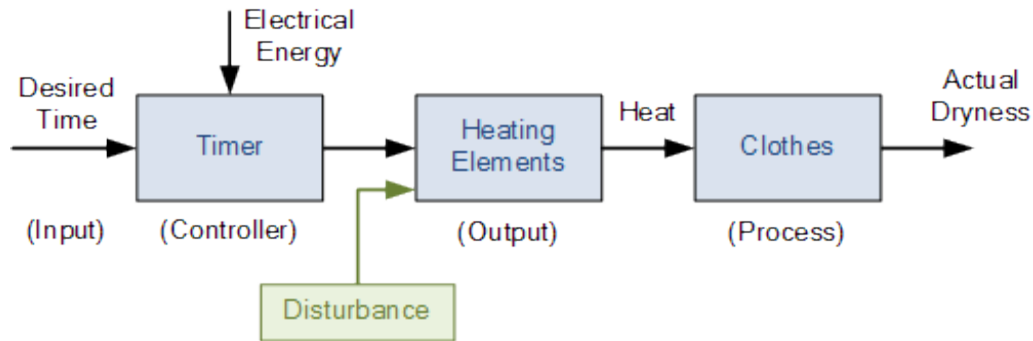 Electrical
Energy
Desired
Time
Timer
Heating
Elements
Heat
Clothes
Actual
Dryness
(Input)
(Controller)
(Output)
(Process)
Disturbance